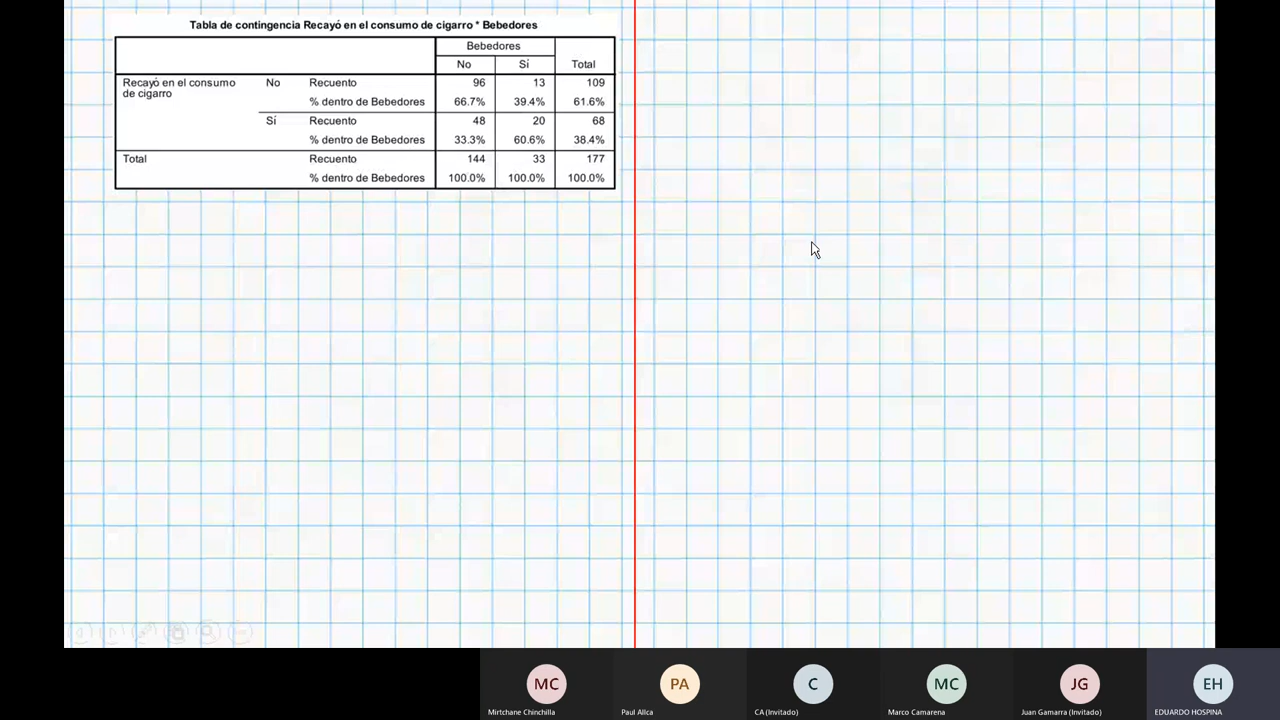 Tabla de contingencia Recayó en el consumo de cigarro * Bebedores
Bebedores
No Sí Total
Recayó en el consumo de cigarro No Recuento 96 13 109
% dentro de Bebedores 66.7% 39.4% 61.6%
Sí Recuento 48 20 68
% dentro de Bebedores 33.3% 60.6% 38.4%
Total Recuento 144 33 177
% dentro de Bebedores 100.0% 100.0% 100.0%
MC PA C MC JG EH
Mirtchane Chinchilla Paul Allca CA (Invitado) Marco Camarena Juan Gamarra (Invitado) EDUARDO HOSPINA